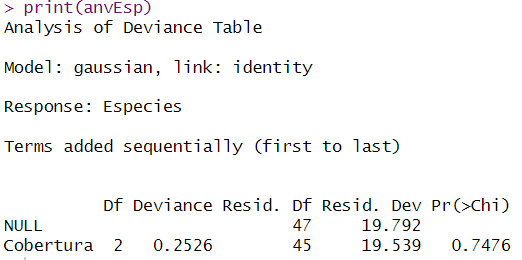 > print(anvEsp)
Analysis of Deviance Table
Model: gaussian, link: identity
Response: Especies
Terms added sequentially (first to last)
Df Deviance Resid. Df Resid. Dev Pr(>Chi)
NULL 47 19.792
Cobertura 2 0.2526 45 19.539 0.7476